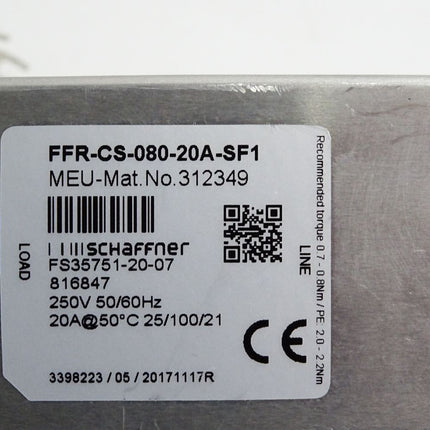 FFR-CS-080-20A-SF1
MEU-Mat.No.312349
SCHAFFNER
FS35751-20-07
816847
250V 50/60Hz
20A@50°C 25/100/21
CE
3398223 / 05 / 20171117R
LOAD
LINE
Recommended torque 0.7 - 0.8Nm / PE: 2.0 - 2.2Nm